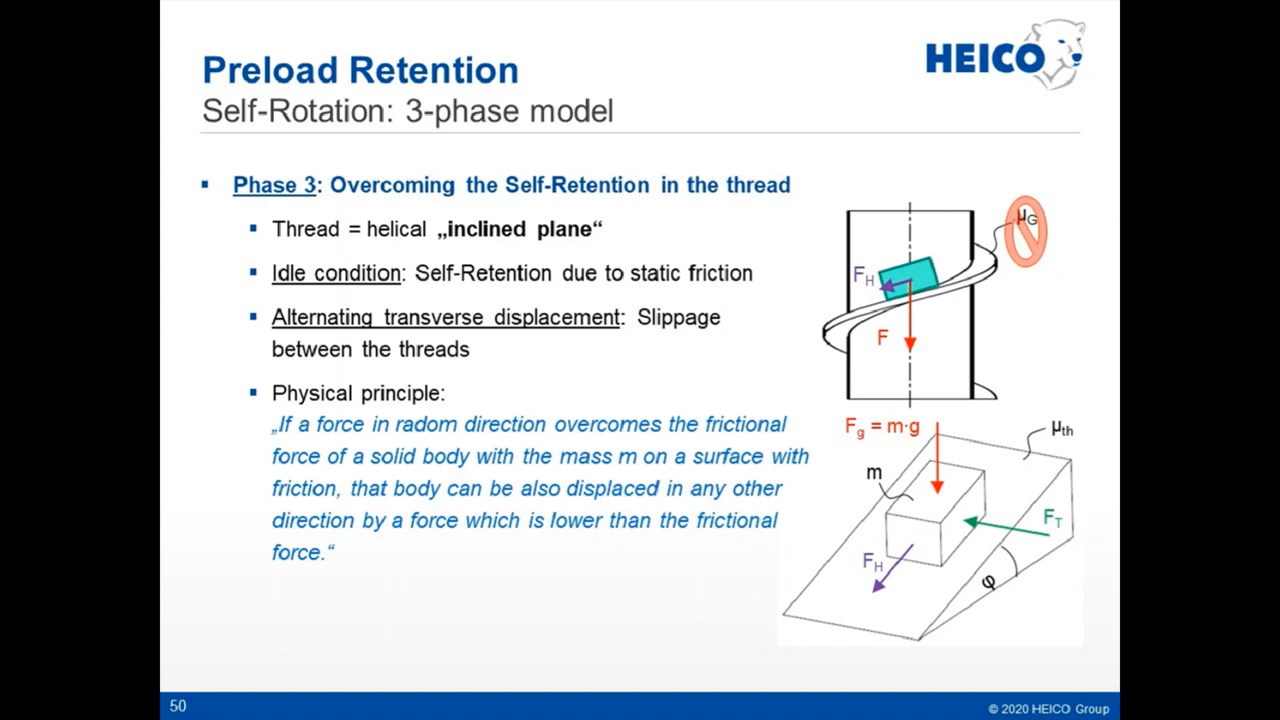 Preload Retention
HEICO
Self-Rotation: 3-phase model
▪ Phase 3: Overcoming the Self-Retention in the thread
▪ Thread = helical „inclined plane“
▪ Idle condition: Self-Retention due to static friction
▪ Alternating transverse displacement: Slippage
between the threads
▪ Physical principle:
„If a force in radom direction overcomes the frictional
force of a solid body with the mass m on a surface with
friction, that body can be also displaced in any other
direction by a force which is lower than the frictional
force.“
μG
FH
F
Fg = m·g
μth
m
FT
FH
φ
50
© 2020 HEICO Group